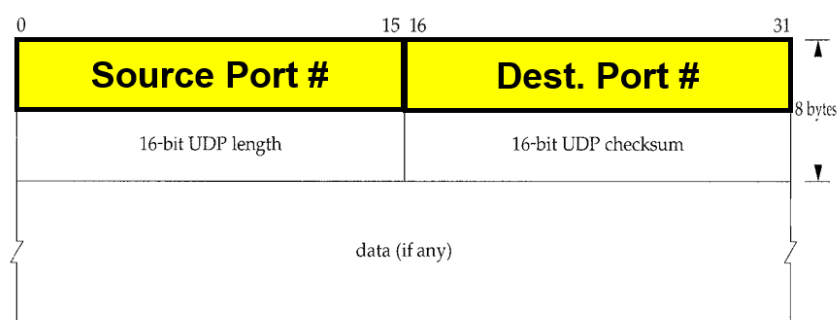 0 15 16 31
Source Port # Dest. Port #
8 bytes
16-bit UDP length 16-bit UDP checksum
data (if any)